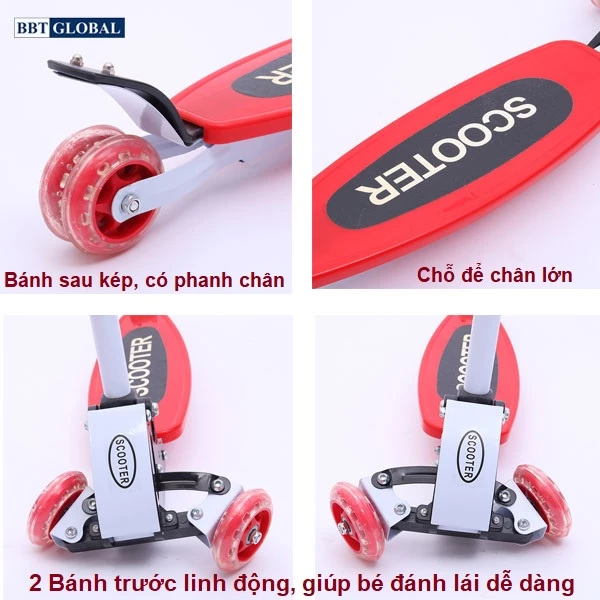 BBT GLOBAL
SCOOTER
Bánh sau kép, có phanh chân
Chỗ để chân lớn
SCOOTER
SCOOTER
SCOOTER
SCOOTER
2 Bánh trước linh động, giúp bé đánh lái dễ dàng